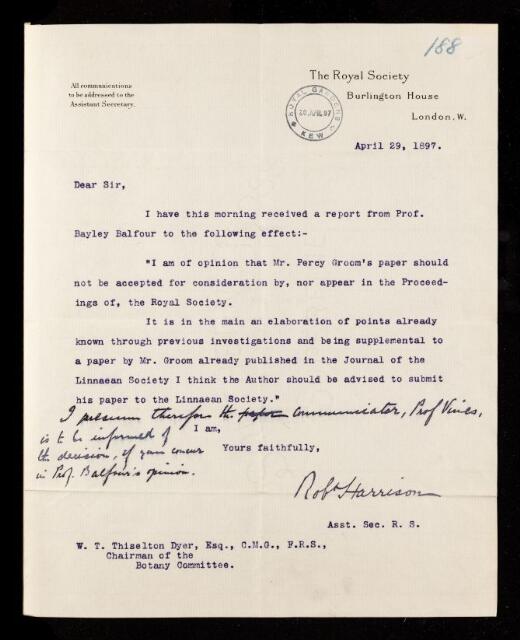 188
All communications
to be addressed to the
Assistant Secretary.
The Royal Society
Burlington House
London. W.
ROYAL GARDENS
KEW
April 29, 1897.
Dear Sir,
I have this morning received a report from Prof.
Bayley Balfour to the following effect:-
"I am of opinion that Mr. Percy Groom's paper should
not be accepted for consideration by, nor appear in the Proceed-
ings of, the Royal Society.
It is in the main an elaboration of points already
known through previous investigations and being supplemental to
a paper by Mr. Groom already published in the Journal of the
Linnaean Society I think the Author should be advised to submit
his paper to the Linnaean Society."
I presume therefore the paper communicator, Prof Vines,
is to be informed of
the decision, if you concur
in Prof. Balfour's opinion.
I am,
Yours faithfully,
Robt Harrison
Asst. Sec. R. S.
W. T. Thiselton Dyer, Esq., C.M.G., F.R.S.,
Chairman of the
Botany Committee.